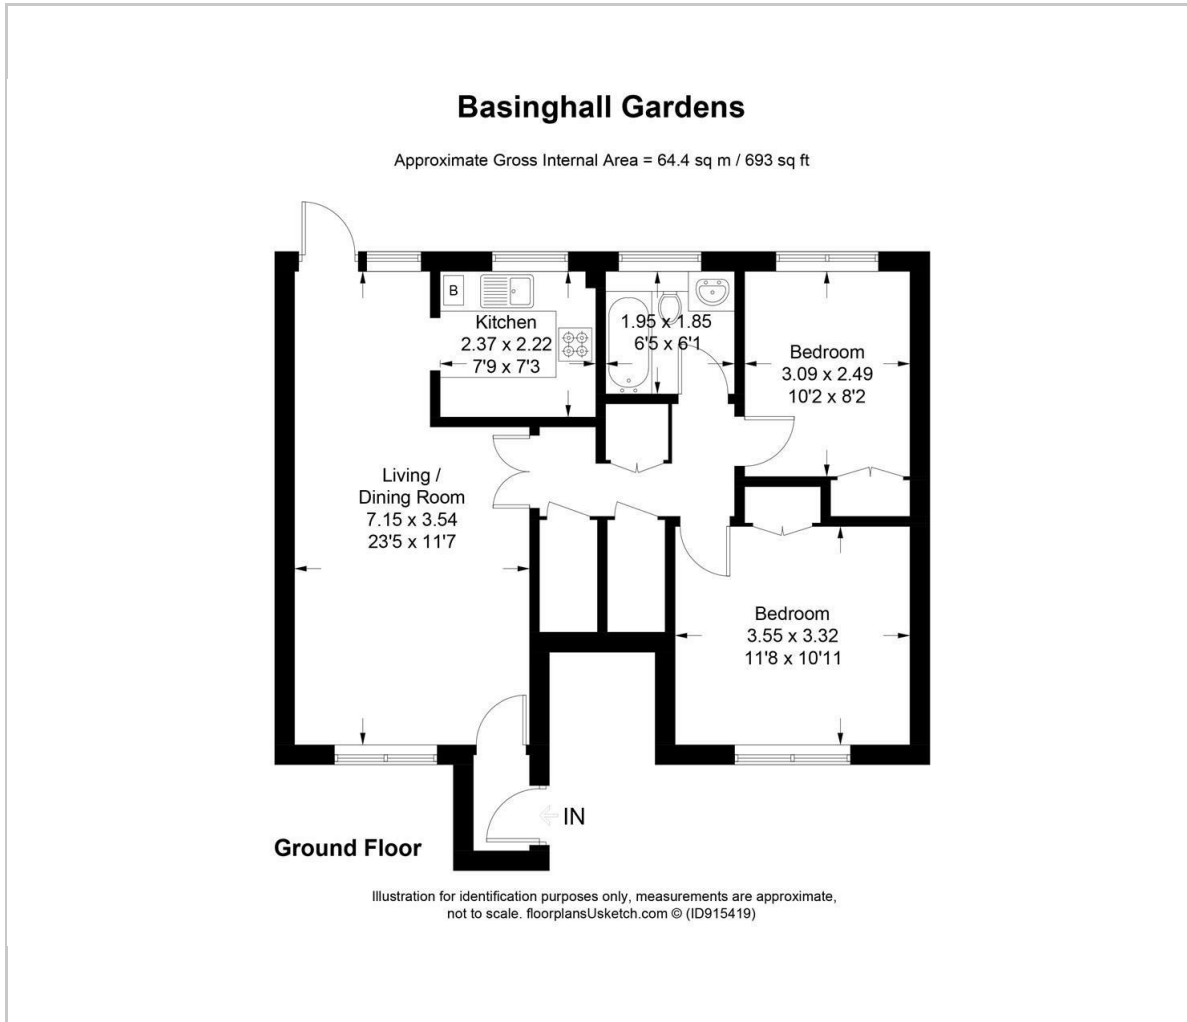 Basinghall Gardens
Approximate Gross Internal Area = 64.4 sq m / 693 sq ft
B
Kitchen
2.37 x 2.22
7'9 x 7'3
1.95 x 1.85
6'5 x 6'1
Bedroom
3.09 x 2.49
10'2 x 8'2
Living /
Dining Room
7.15 x 3.54
23'5 x 11'7
Bedroom
3.55 x 3.32
11'8 x 10'11
IN
Ground Floor
Illustration for identification purposes only, measurements are approximate,
not to scale. floorplansUsketch.com © (ID915419)